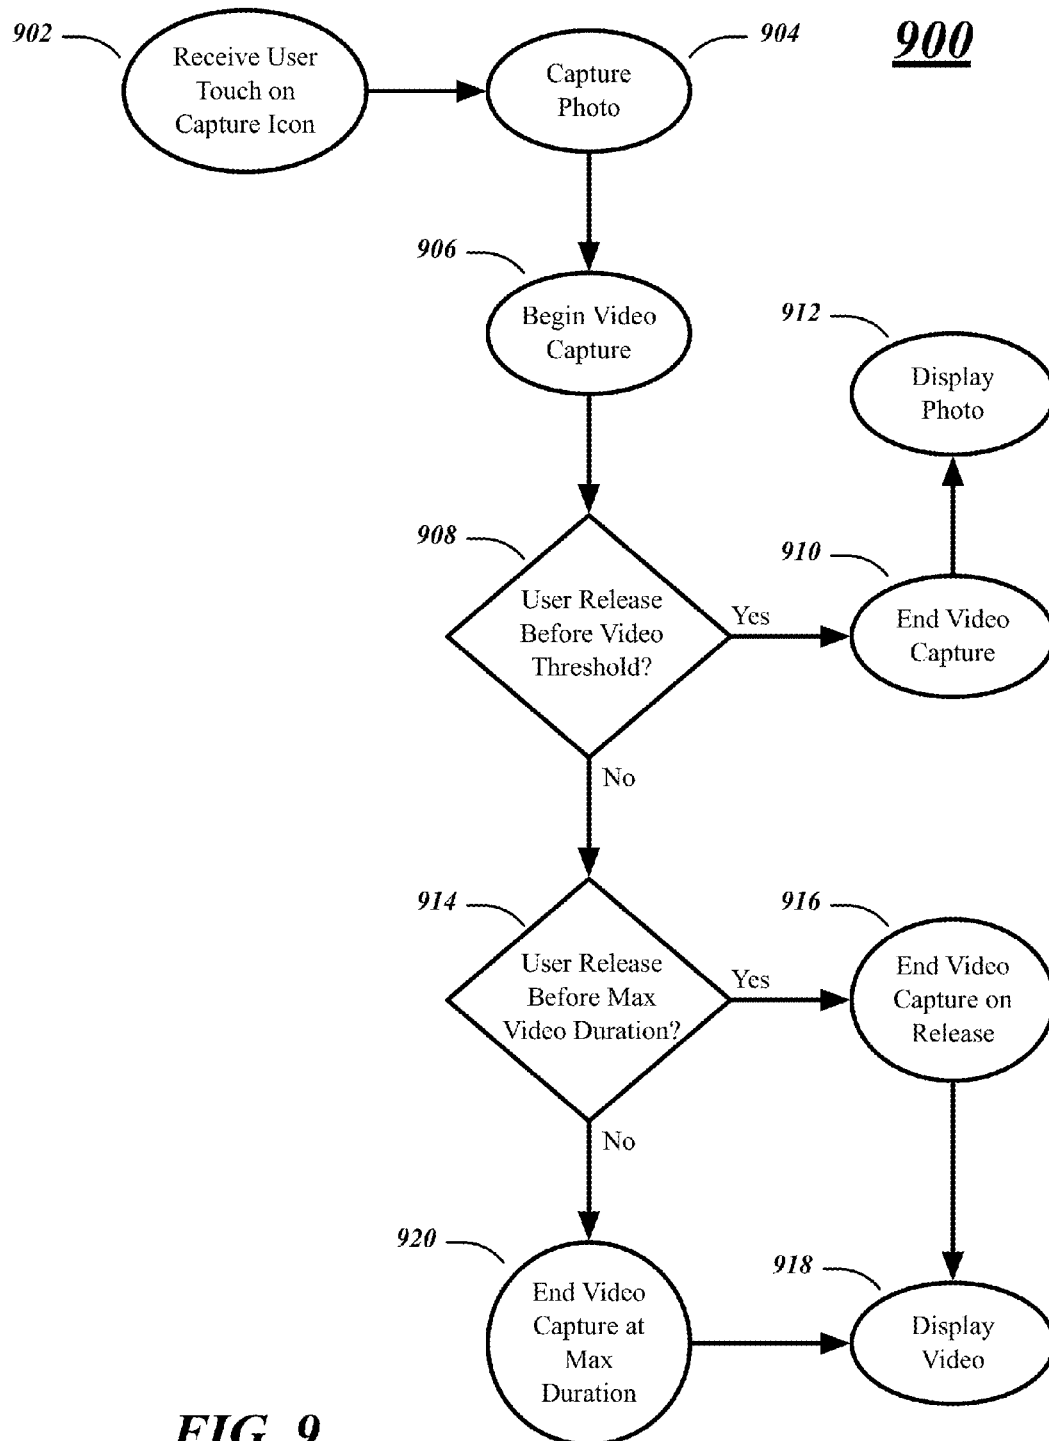 902
Receive User
Touch on
Capture Icon
904
Capture
Photo
900
906
Begin Video
Capture
912
Display
Photo
908
User Release
Before Video
Threshold?
Yes
910
End Video
Capture
No
914
User Release
Before Max
Video Duration?
Yes
916
End Video
Capture on
Release
No
920
End Video
Capture at
Max
Duration
918
Display
Video
FIG. 9